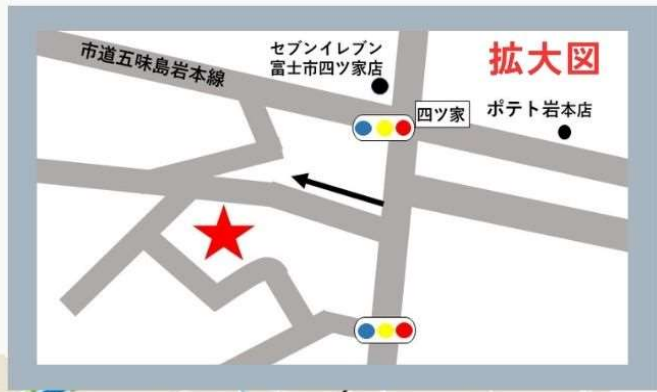 拡大図
セブンイレブン
富士市四ツ家店
市道五味島岩本線
四ツ家
ポテト岩本店